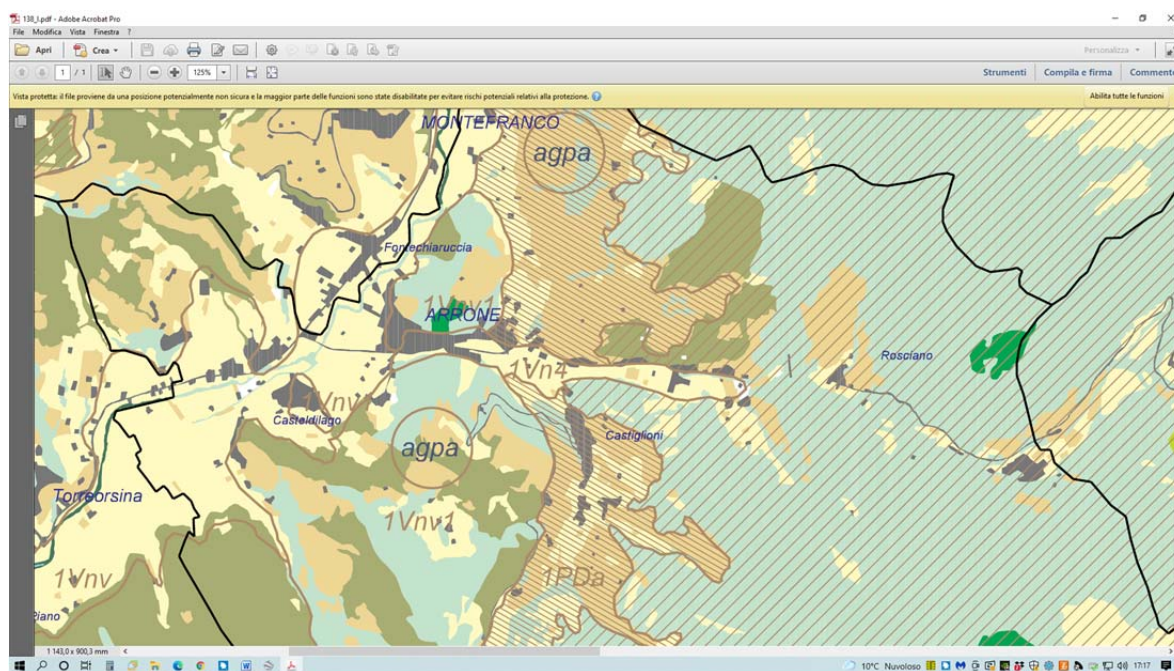 138_I.pdf - Adobe Acrobat Pro
File Modifica Vista Finestra ?
Apri Crea Personalizza
1 / 1 125% Strumenti Compila e firma Commento
Vista protetta: il file proviene da una posizione potenzialmente non sicura e la maggior parte delle funzioni sono state disabilitate per evitare rischi potenziali relativi alla protezione. Abilita tutte le funzioni
MONTEFRANCO
agpa
Fontechiaruccia
1Vnv1
ARRONE
Rosciano
1Vn4
1Vnv
Casteldilago
Castiglioni
agpa
Torreorsina
1Vnv1
1Vnv
1PDa
Piano
1 143,0 x 900,3 mm
10°C Nuvoloso 17:17